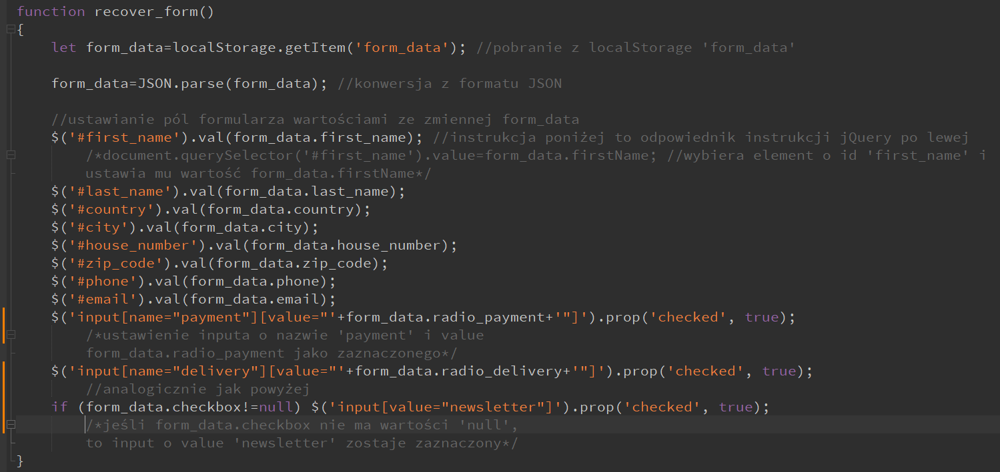 function recover_form()
{
let form_data=localStorage.getItem('form_data'); //pobranie z localStorage 'form_data'
form_data=JSON.parse(form_data); //konwersja z formatu JSON
//ustawianie pól formularza wartościami ze zmiennej form_data
$('#first_name').val(form_data.first_name); //instrukcja poniżej to odpowiednik instrukcji jQuery po lewej
/*document.querySelector('#first_name').value=form_data.firstName; //wybiera element o id 'first_name' i
ustawia mu wartość form_data.firstName*/
$('#last_name').val(form_data.last_name);
$('#country').val(form_data.country);
$('#city').val(form_data.city);
$('#house_number').val(form_data.house_number);
$('#zip_code').val(form_data.zip_code);
$('#phone').val(form_data.phone);
$('#email').val(form_data.email);
$('input[name="payment"][value="'+form_data.radio_payment+'"]').prop('checked', true);
/*ustawienie inputa o nazwie 'payment' i value
form_data.radio_payment jako zaznaczonego*/
$('input[name="delivery"][value="'+form_data.radio_delivery+'"]').prop('checked', true);
//analogicznie jak powyżej
if (form_data.checkbox!=null) $('input[value="newsletter"]').prop('checked', true);
/*jeśli form_data.checkbox nie ma wartości 'null',
to input o value 'newsletter' zostaje zaznaczony*/
}